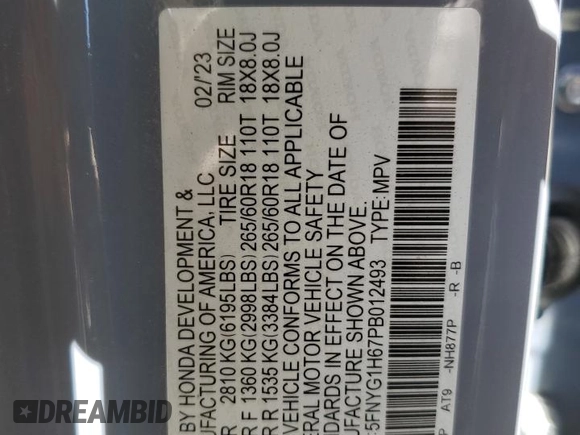 BY HONDA DEVELOPMENT &
UFACTURING OF AMERICA, LLC 02/'23
R 2810 KG(6195LBS) TIRE SIZE RIM SIZE
R F 1360 KG(2998LBS) 265/60R18 110T 18X8.0J
R R 1535 KG(3384LBS) 265/60R18 110T 18X8.0J
VEHICLE CONFORMS TO ALL APPLICABLE
ERAL MOTOR VEHICLE SAFETY
DARDS IN EFFECT ON THE DATE OF
UFACTURE SHOWN ABOVE.
:5FNYG1H67PB012493 TYPE:MPV
P AT9 -NH877P -R -B
DREAMBID
DREAMBID.COM